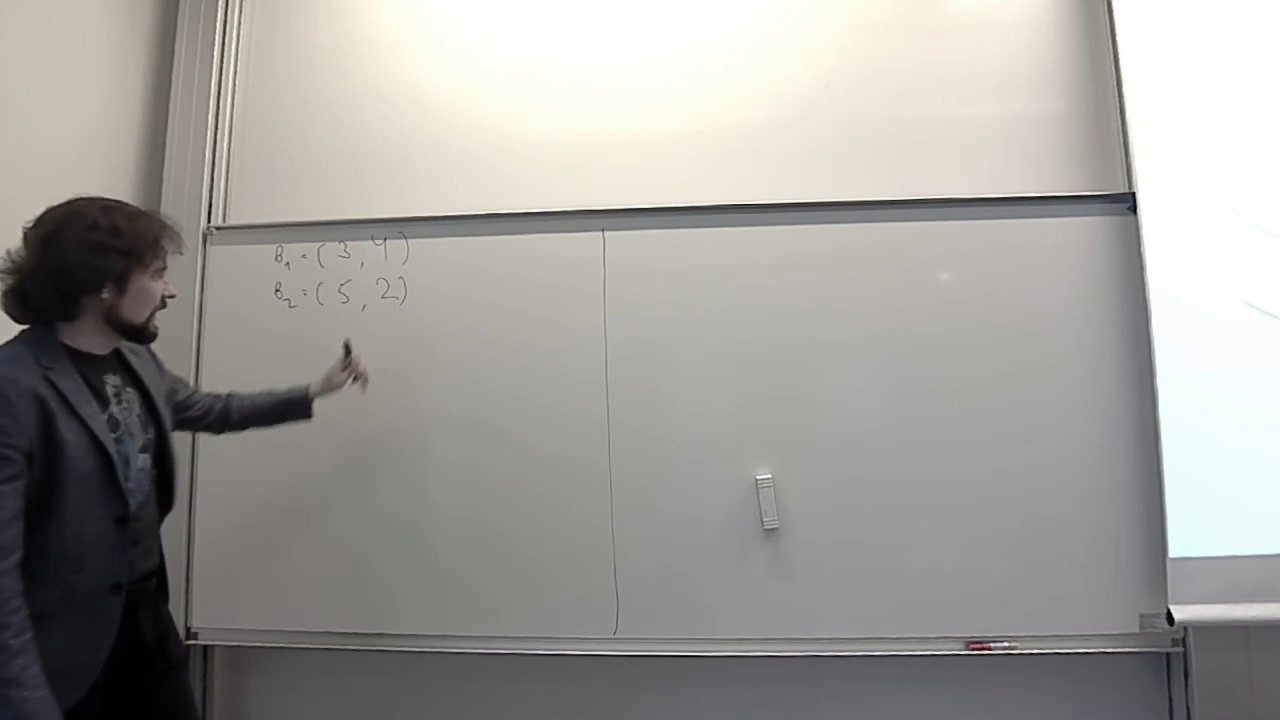 B₁ = ( 3 , 4 )
B₂ = ( 5 , 2 )